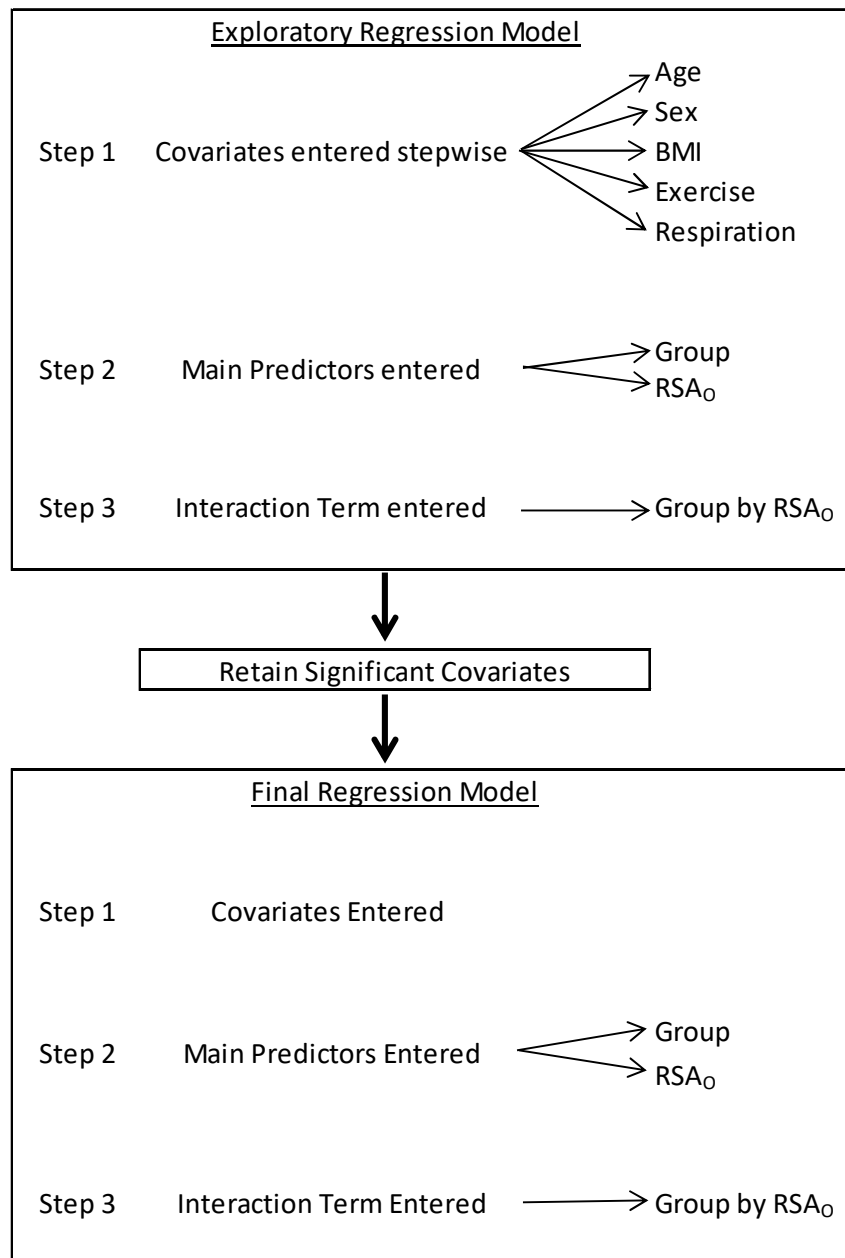 Exploratory Regression Model
Age
Sex
Step 1 Covariates entered stepwise BMI
Exercise
Respiration
Group
Step 2 Main Predictors entered
RSAO
Step 3 Interaction Term entered Group by RSAO
Retain Significant Covariates
Final Regression Model
Step 1 Covariates Entered
Group
Step 2 Main Predictors Entered
RSAO
Step 3 Interaction Term Entered Group by RSAO